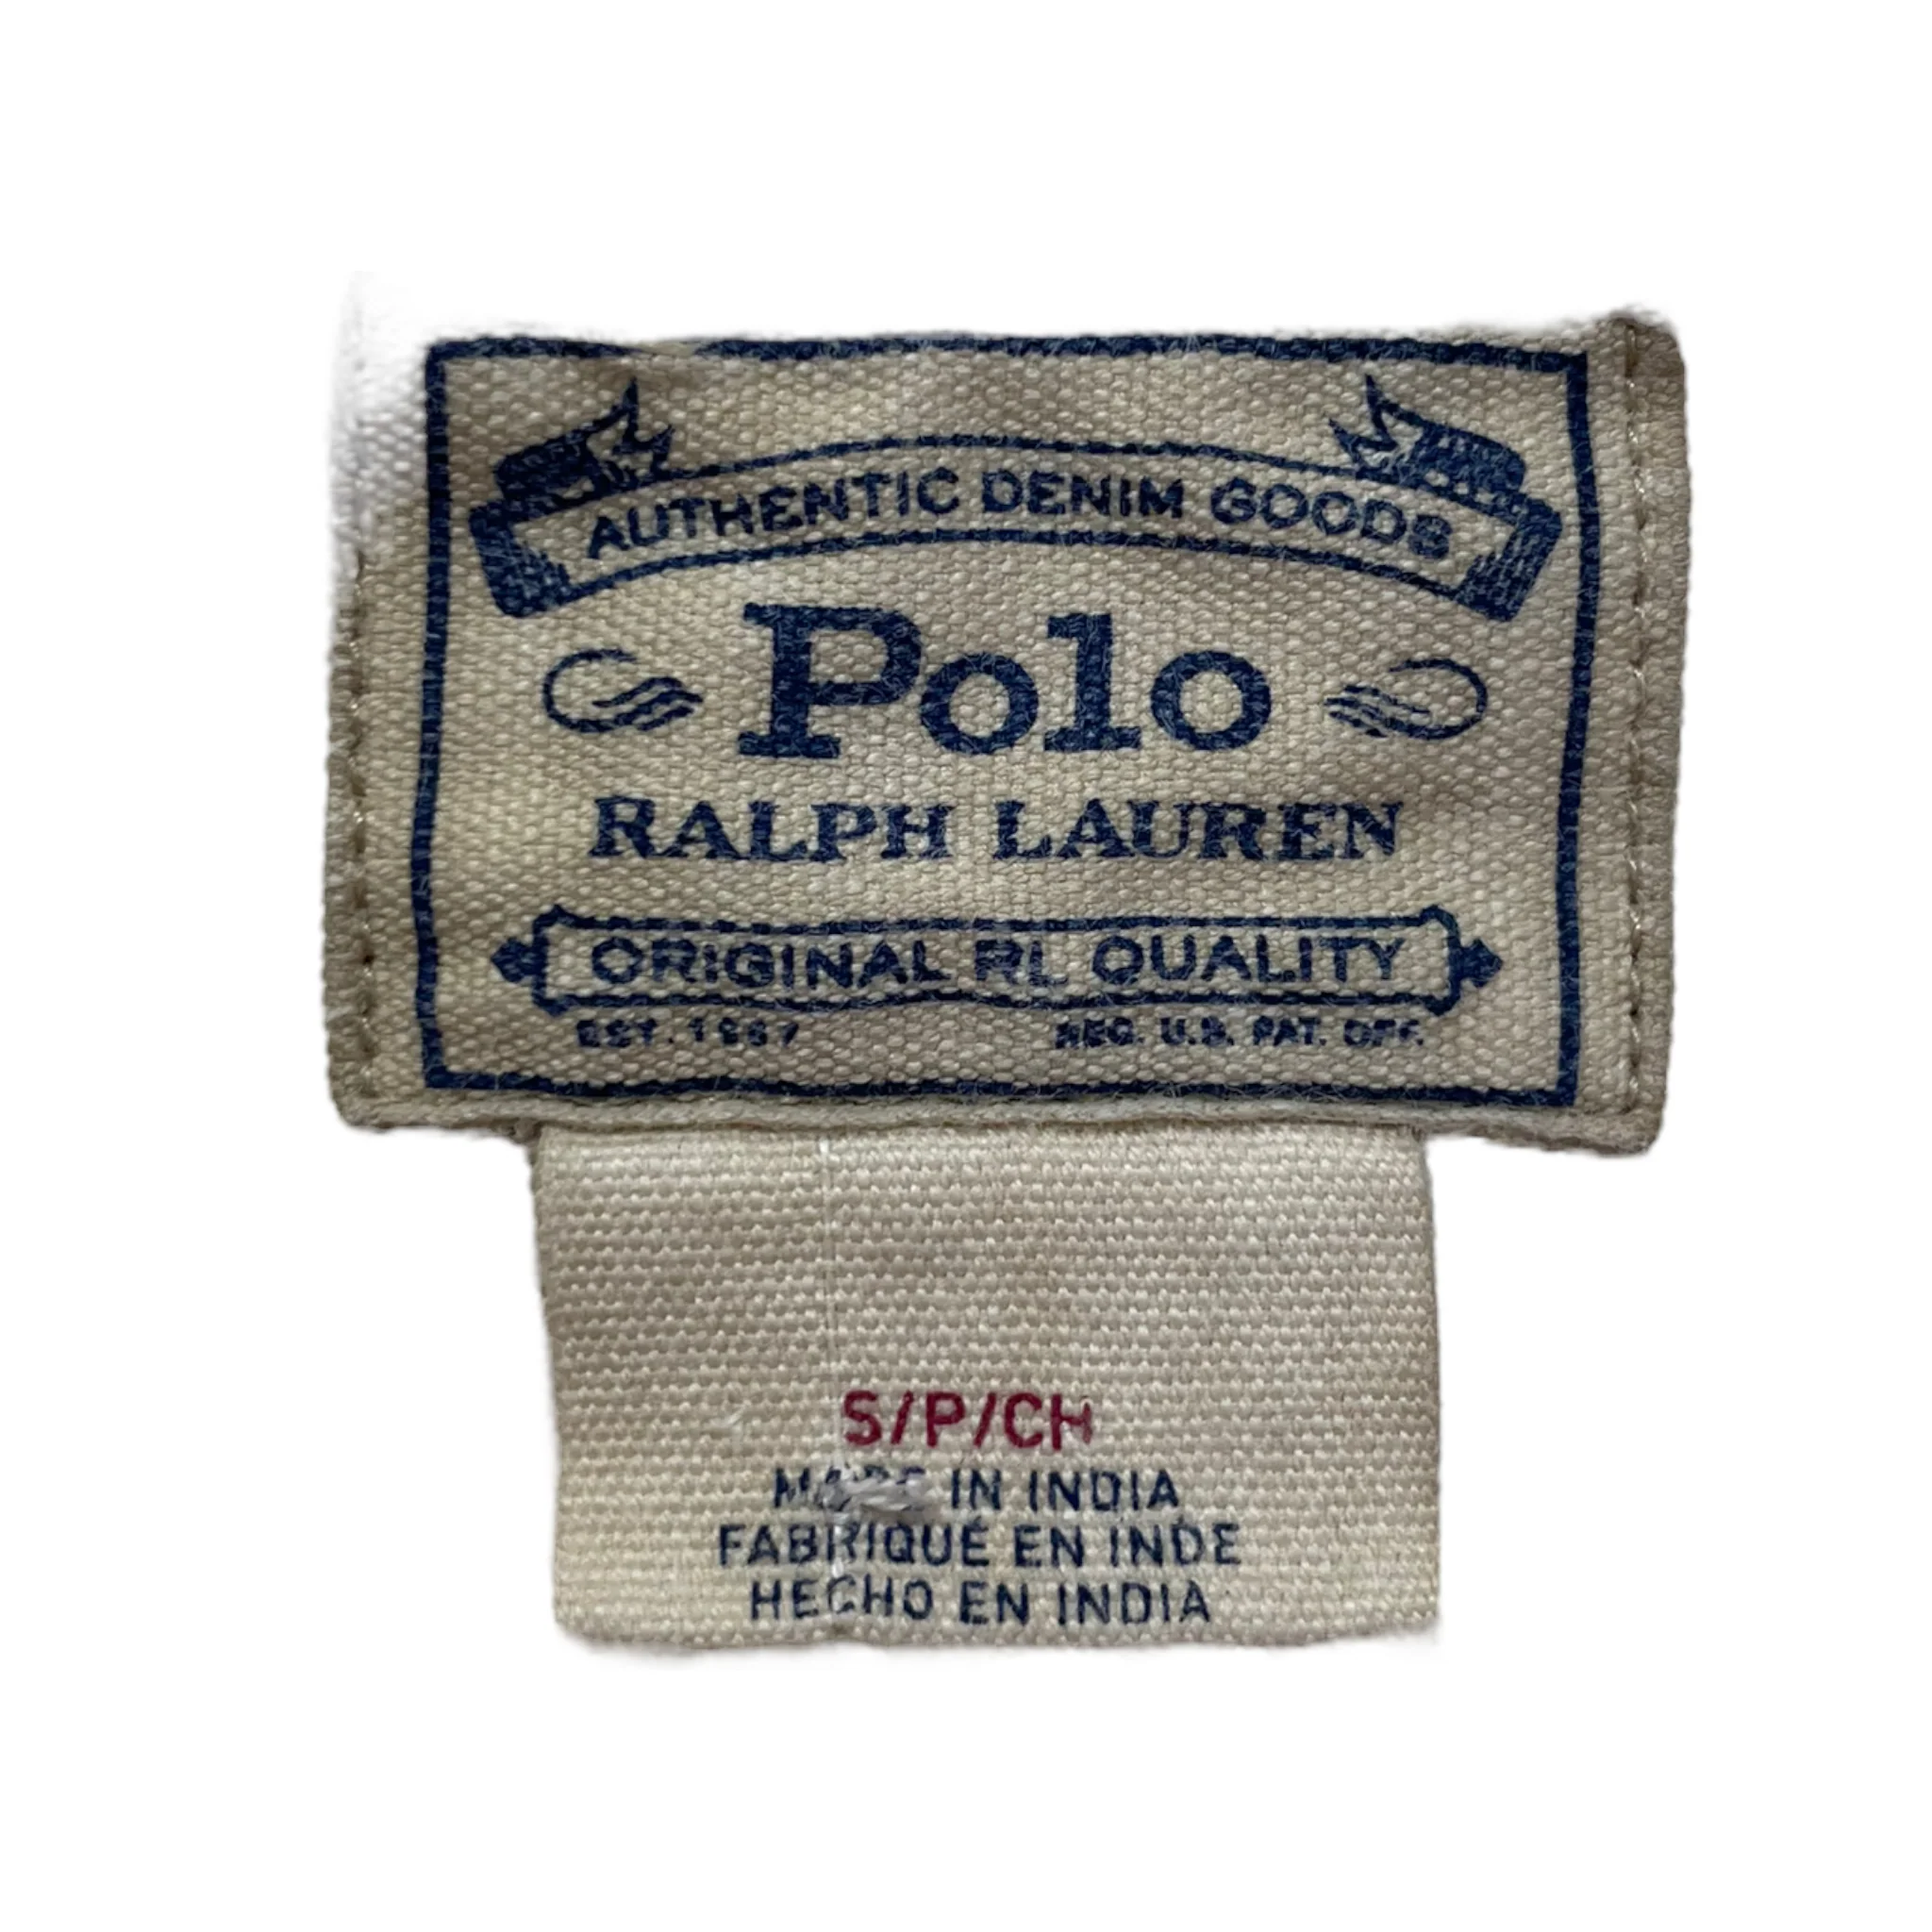 AUTHENTIC DENIM GOODS
Polo
RALPH LAUREN
ORIGINAL RL QUALITY
EST. 1967 REG. U.S. PAT. OFF.
S/P/CH
MADE IN INDIA
FABRIQUÉ EN INDE
HECHO EN INDIA